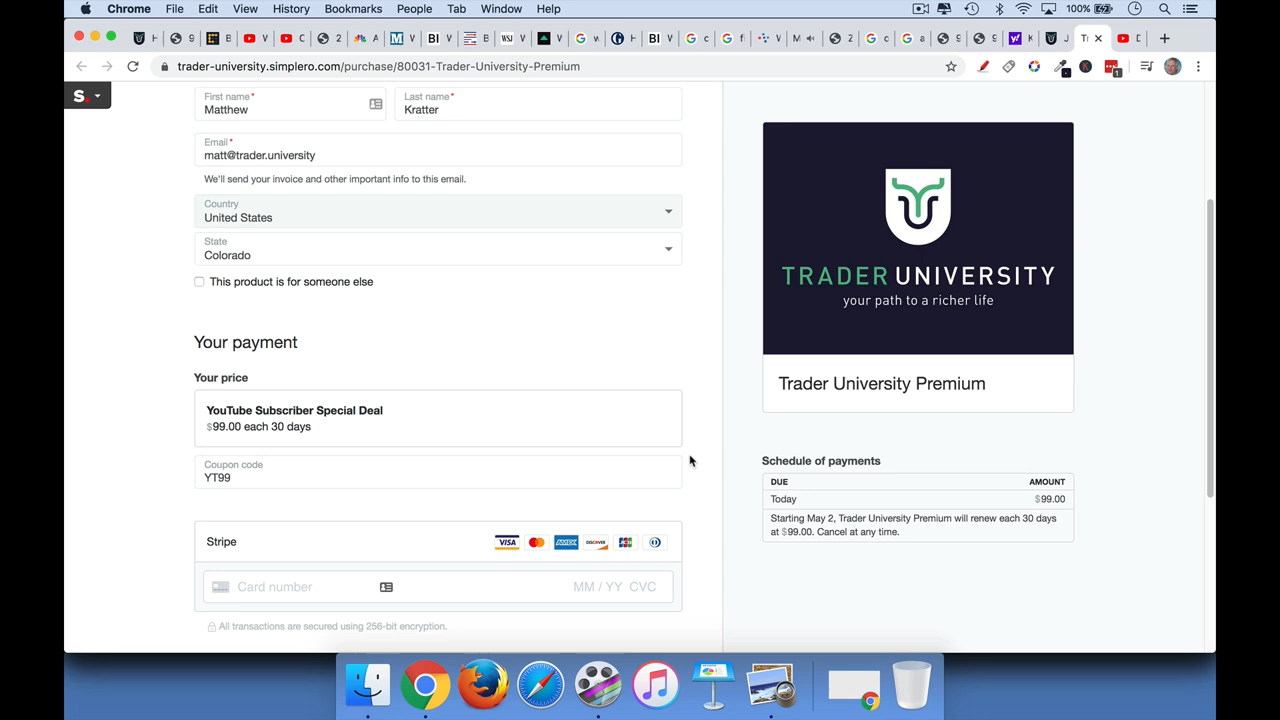 Chrome File Edit View History Bookmarks People Tab Window Help 100%
trader-university.simplero.com/purchase/80031-Trader-University-Premium
S.
First name*
Matthew
Last name*
Kratter
Email*
matt@trader.university
We'll send your invoice and other important info to this email.
Country
United States
State
Colorado
This product is for someone else
Your payment
Your price
YouTube Subscriber Special Deal
$99.00 each 30 days
Coupon code
YT99
Stripe
VISA
AMEX
DISCOVER
JCB
Card number MM / YY CVC
All transactions are secured using 256-bit encryption.
TRADER UNIVERSITY
your path to a richer life
Trader University Premium
Schedule of payments
DUE AMOUNT
Today $99.00
Starting May 2, Trader University Premium will renew each 30 days
at $99.00. Cancel at any time.